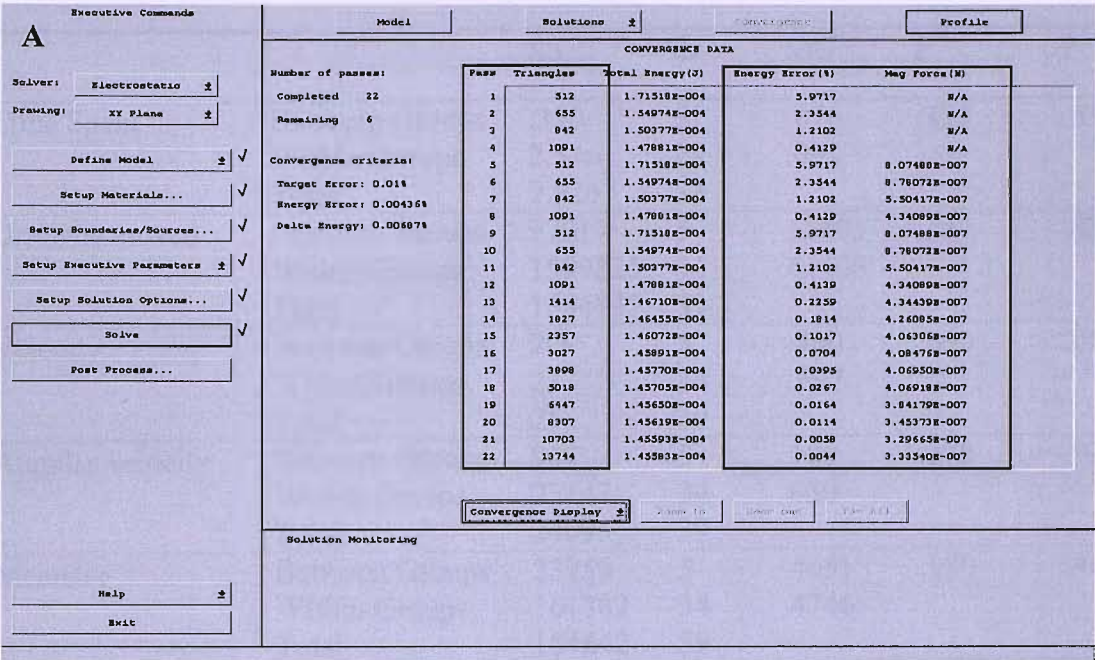 Executive Commands
A
Solver: Electrostatic
Drawing: XY Plane
Define Model
Setup Materials...
Setup Boundaries/Sources...
Setup Executive Parameters
Setup Solution Options...
Solve
Post Process...
Help
Exit
Model Solutions Convergence Profile
CONVERGENCE DATA
Number of passes:
Completed 22
Remaining 6
Convergence criteria:
Target Error: 0.01%
Energy Error: 0.00436%
Delta Energy: 0.00687%
Pass Triangles Total Energy(J) Energy Error(%) Mag Force(N)
1 512 1.71518E-004 5.9717 N/A
2 655 1.54974E-004 2.3544 N/A
3 842 1.50377E-004 1.2102 N/A
4 1091 1.47881E-004 0.4129 N/A
5 512 1.71518E-004 5.9717 8.07488E-007
6 655 1.54974E-004 2.3544 8.78072E-007
7 842 1.50377E-004 1.2102 5.50417E-007
8 1091 1.47881E-004 0.4129 4.34089E-007
9 512 1.71518E-004 5.9717 8.07488E-007
10 655 1.54974E-004 2.3544 8.78072E-007
11 842 1.50377E-004 1.2102 5.50417E-007
12 1091 1.47881E-004 0.4129 4.34089E-007
13 1414 1.46710E-004 0.2259 4.34439E-007
14 1827 1.46455E-004 0.1814 4.26085E-007
15 2357 1.46072E-004 4.06306E-007
16 3027 1.45891E-004 0.0704 4.08476E-007
17 3898 1.45770E-004 0.0395 4.06950E-007
18 5018 1.45705E-004 0.0267 4.06918E-007
19 6447 1.45650E-004 0.0164 3.84179E-007
20 8307 1.45619E-004 0.0114 3.45373E-007
21 10703 1.45593E-004 0.0058 3.29665E-007
22 13744 1.45583E-004 0.0044 3.33540E-007
Convergence Display
Solution Monitoring